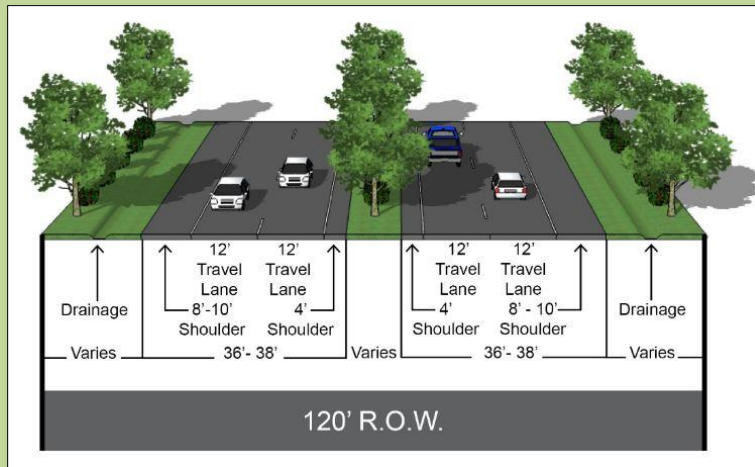 12' 12' 12' 12'
Travel Travel Travel Travel
Lane Lane Lane Lane
Drainage 8'-10' 4' 4' 8' - 10' Drainage
Shoulder Shoulder Shoulder Shoulder
Varies 36'- 38' Varies 36'- 38' Varies
120' R.O.W.